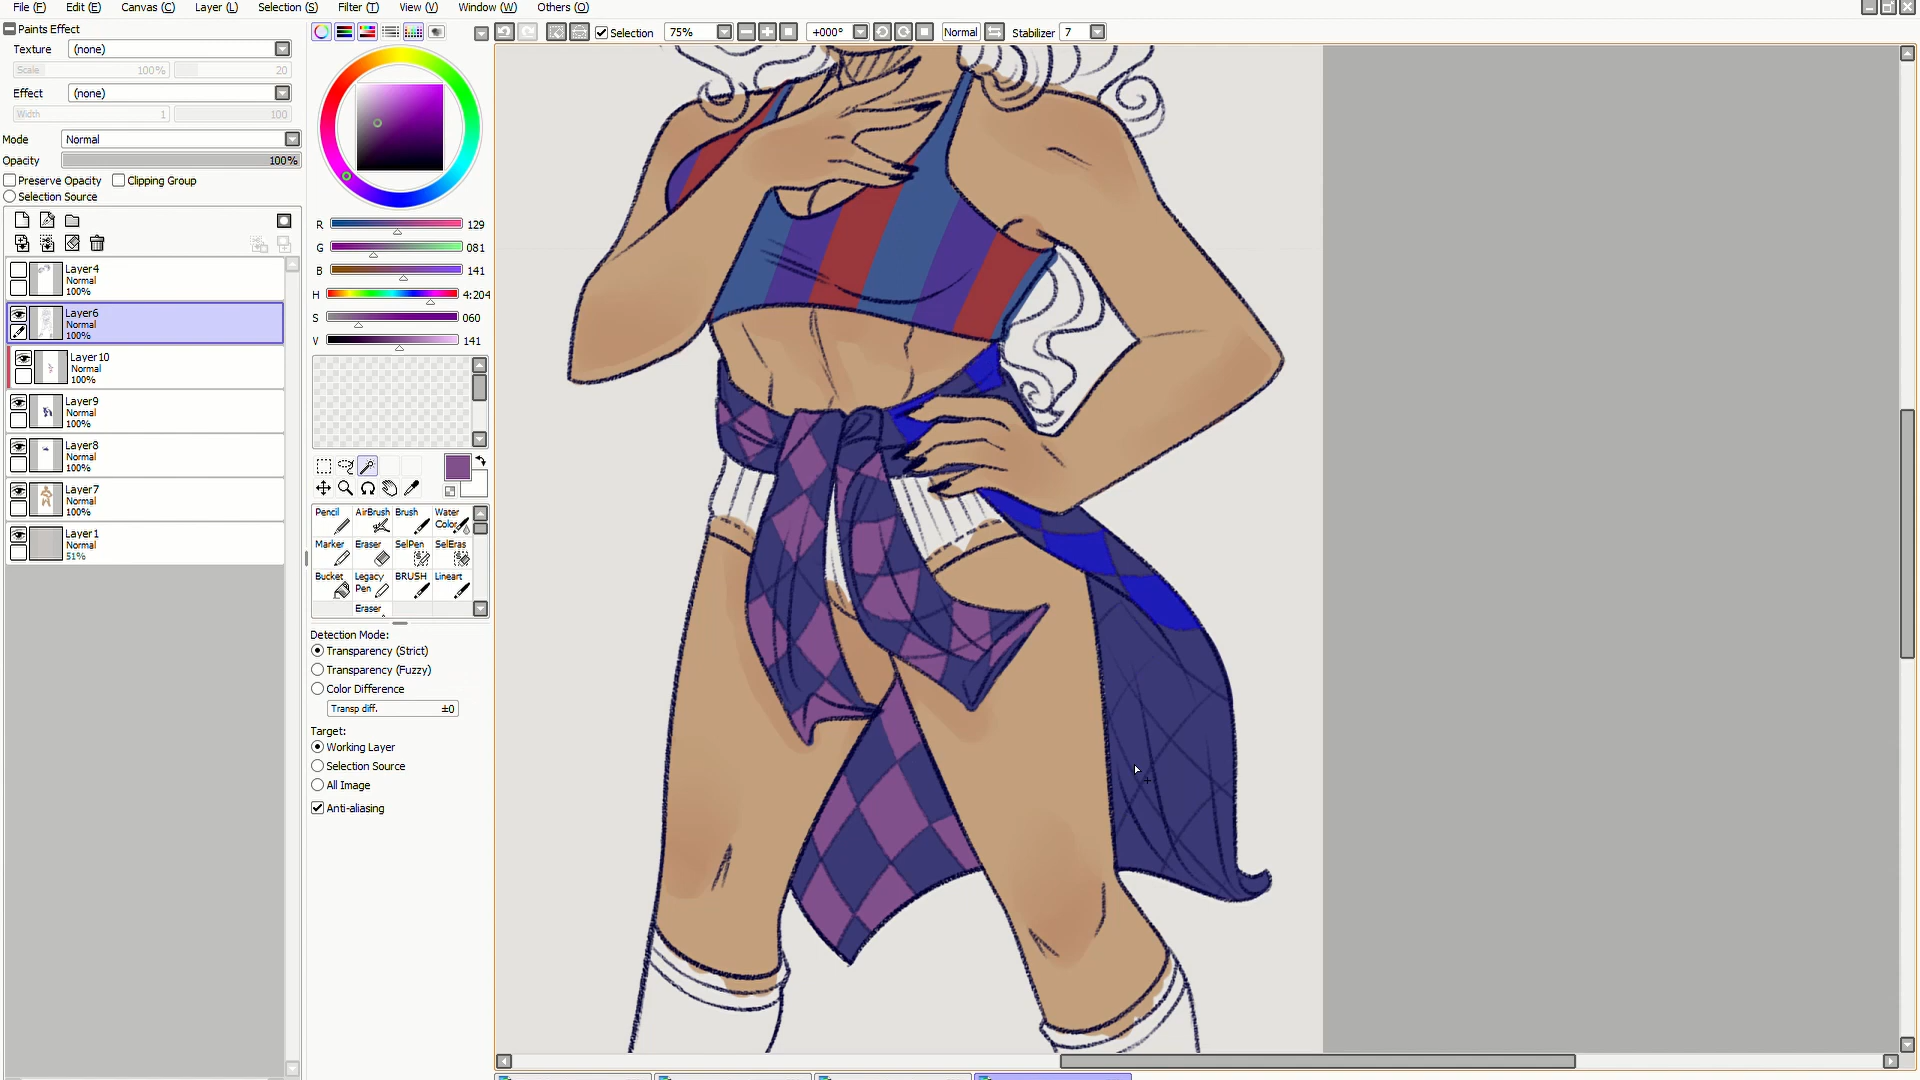 File (F) Edit (E) Canvas (C) Layer (L) Selection (S) Filter (T) View (V) Window (W) Others (O)
Paints Effect
Texture (none)
Scale 100% 20
Effect (none)
Width 1 100
Mode Normal
Opacity 100%
Preserve Opacity Clipping Group
Selection Source
Layer4
Normal
100%
Layer6
Normal
100%
Layer10
Normal
100%
Layer9
Normal
100%
Layer8
Normal
100%
Layer7
Normal
100%
Layer1
Normal
51%
R 129
G 081
B 141
H 4:204
S 060
V 141
Pencil AirBrush Brush Water Color
Marker Eraser SelPen SelEras
Bucket Legacy Pen BRUSH Lineart
Eraser
Detection Mode:
Transparency (Strict)
Transparency (Fuzzy)
Color Difference
Transp diff. ±0
Target:
Working Layer
Selection Source
All Image
Anti-aliasing
Selection 75% +000° Normal Stabilizer 7